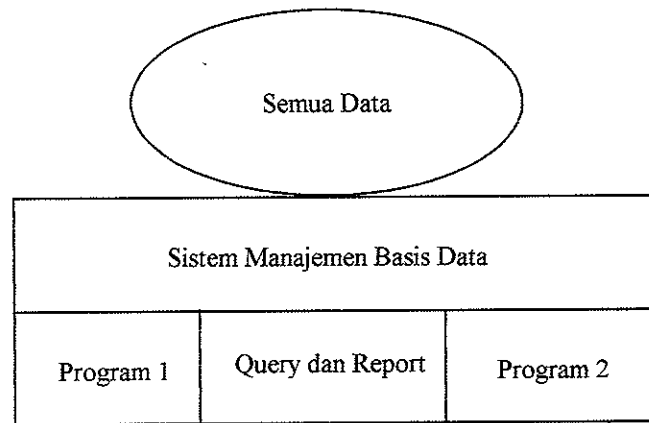 Semua Data
Sistem Manajemen Basis Data
Program 1
Query dan Report
Program 2